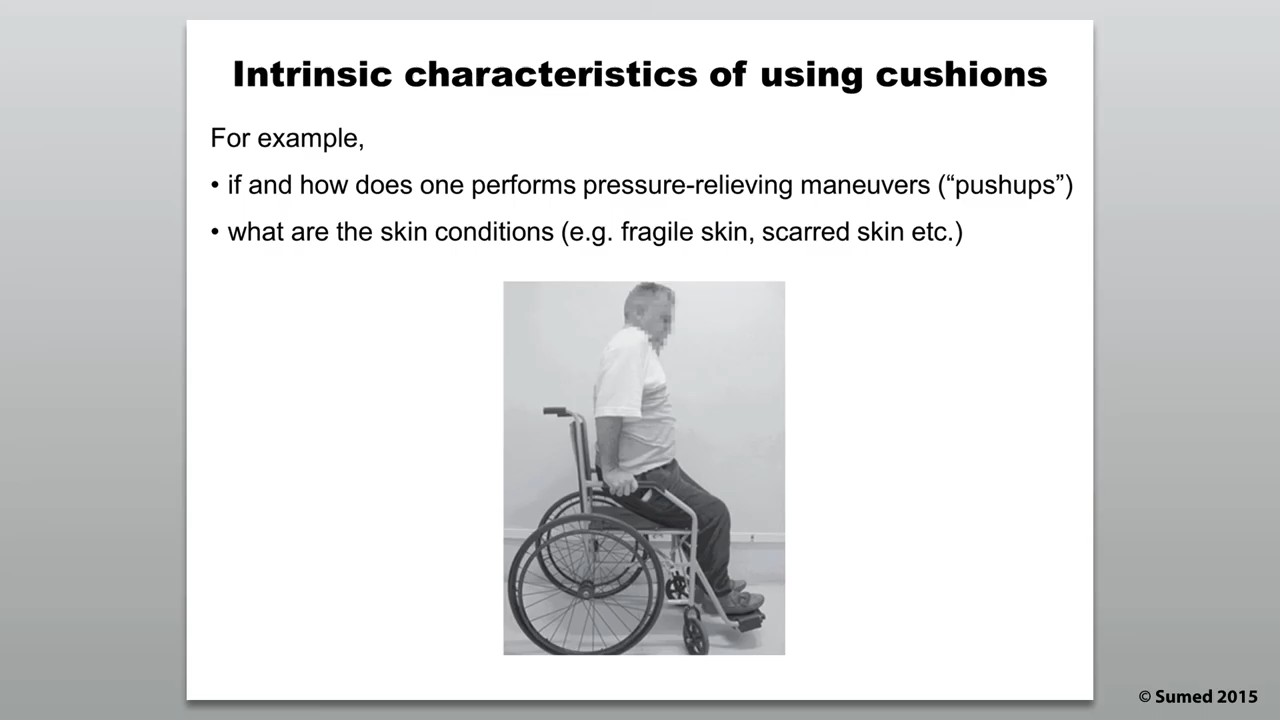 Intrinsic characteristics of using cushions
For example,
• if and how does one performs pressure-relieving maneuvers (“pushups”)
• what are the skin conditions (e.g. fragile skin, scarred skin etc.)
© Sumed 2015